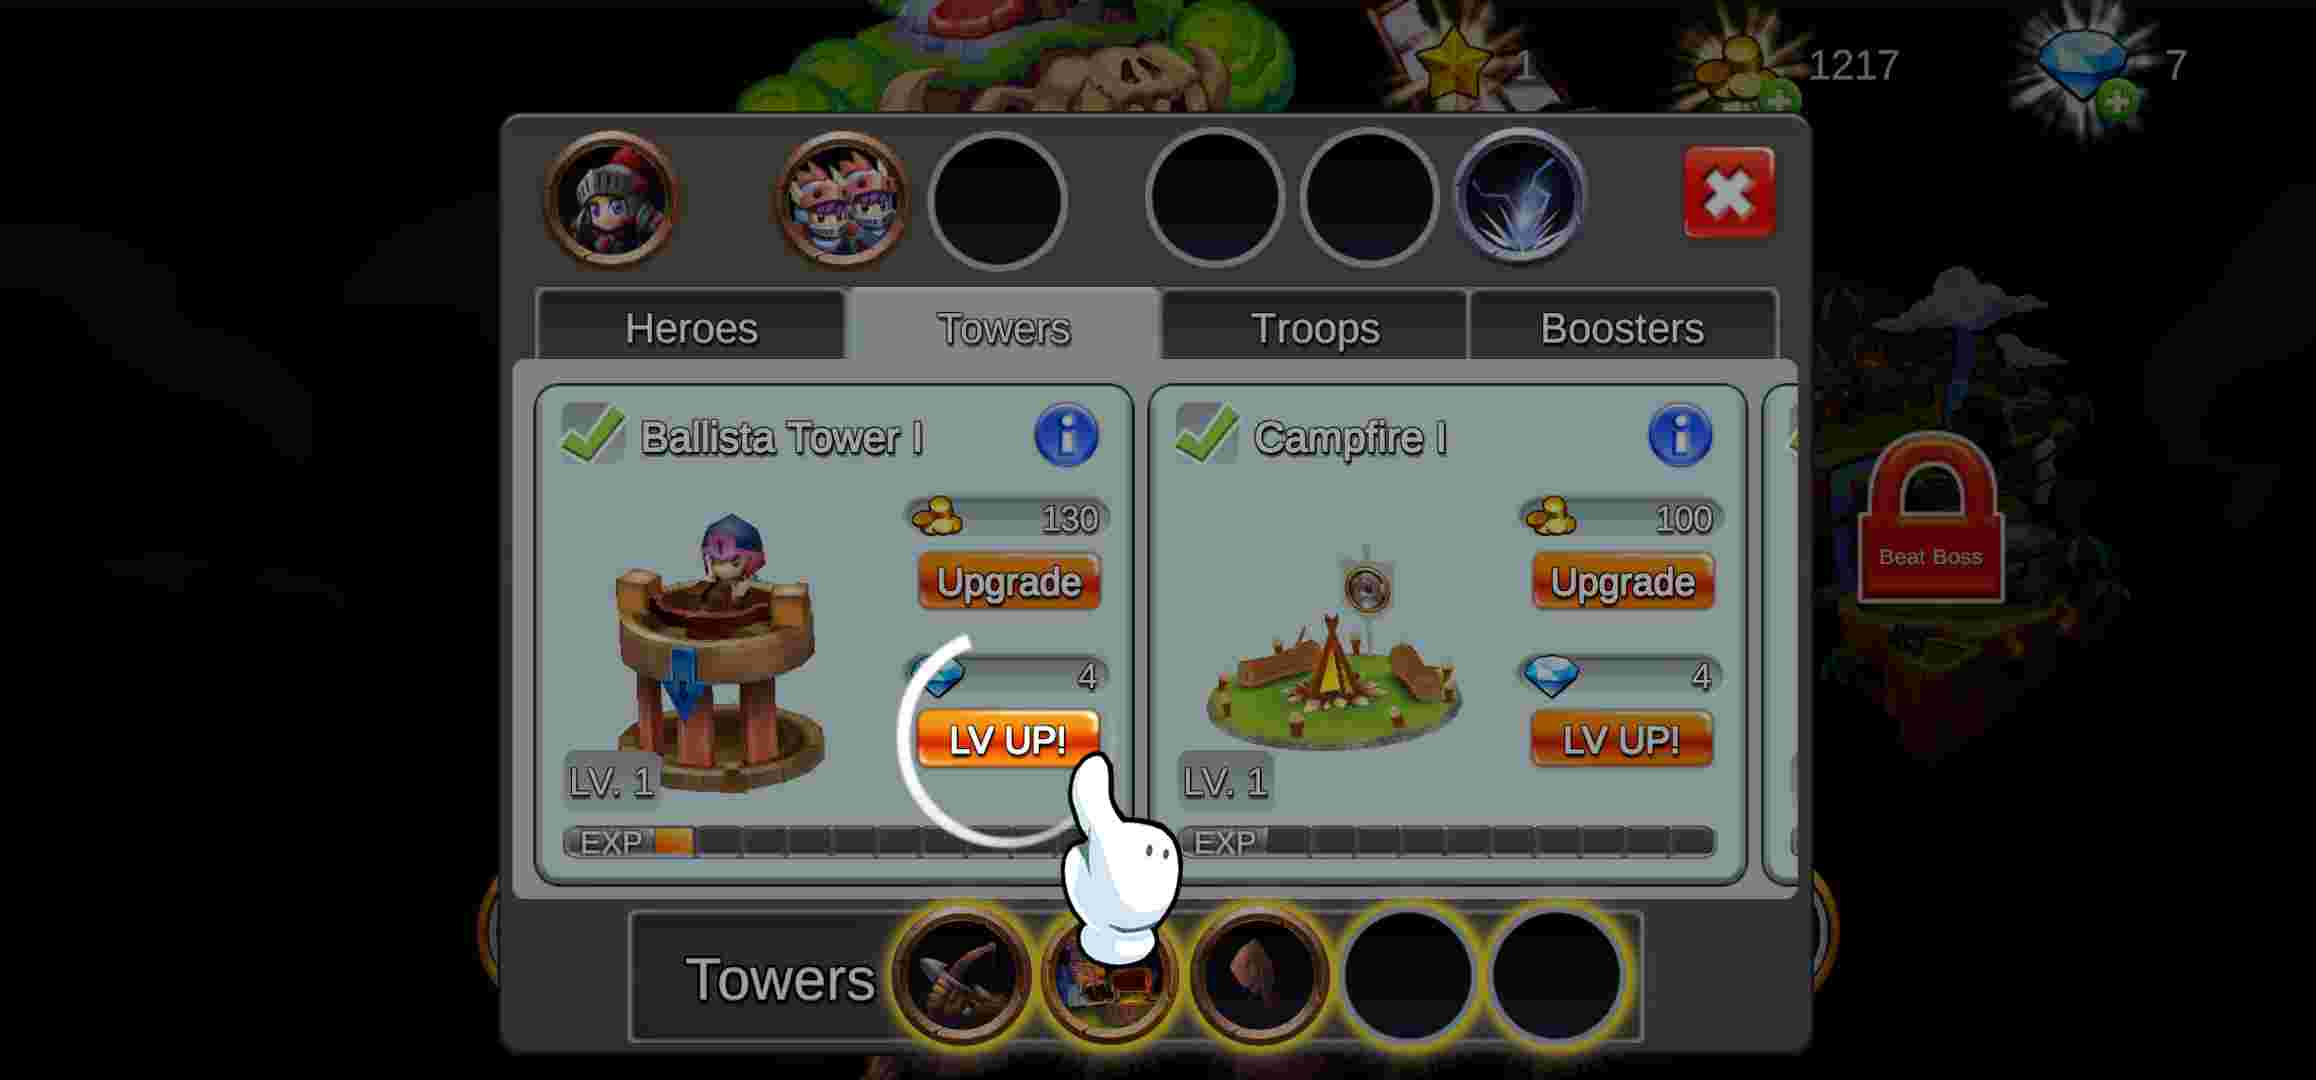 1
1217
7
Heroes
Towers
Troops
Boosters
Ballista Tower I
Campfire I
130
100
Upgrade
Upgrade
4
4
LV UP!
LV UP!
LV. 1
LV. 1
EXP
EXP
Beat Boss
Towers